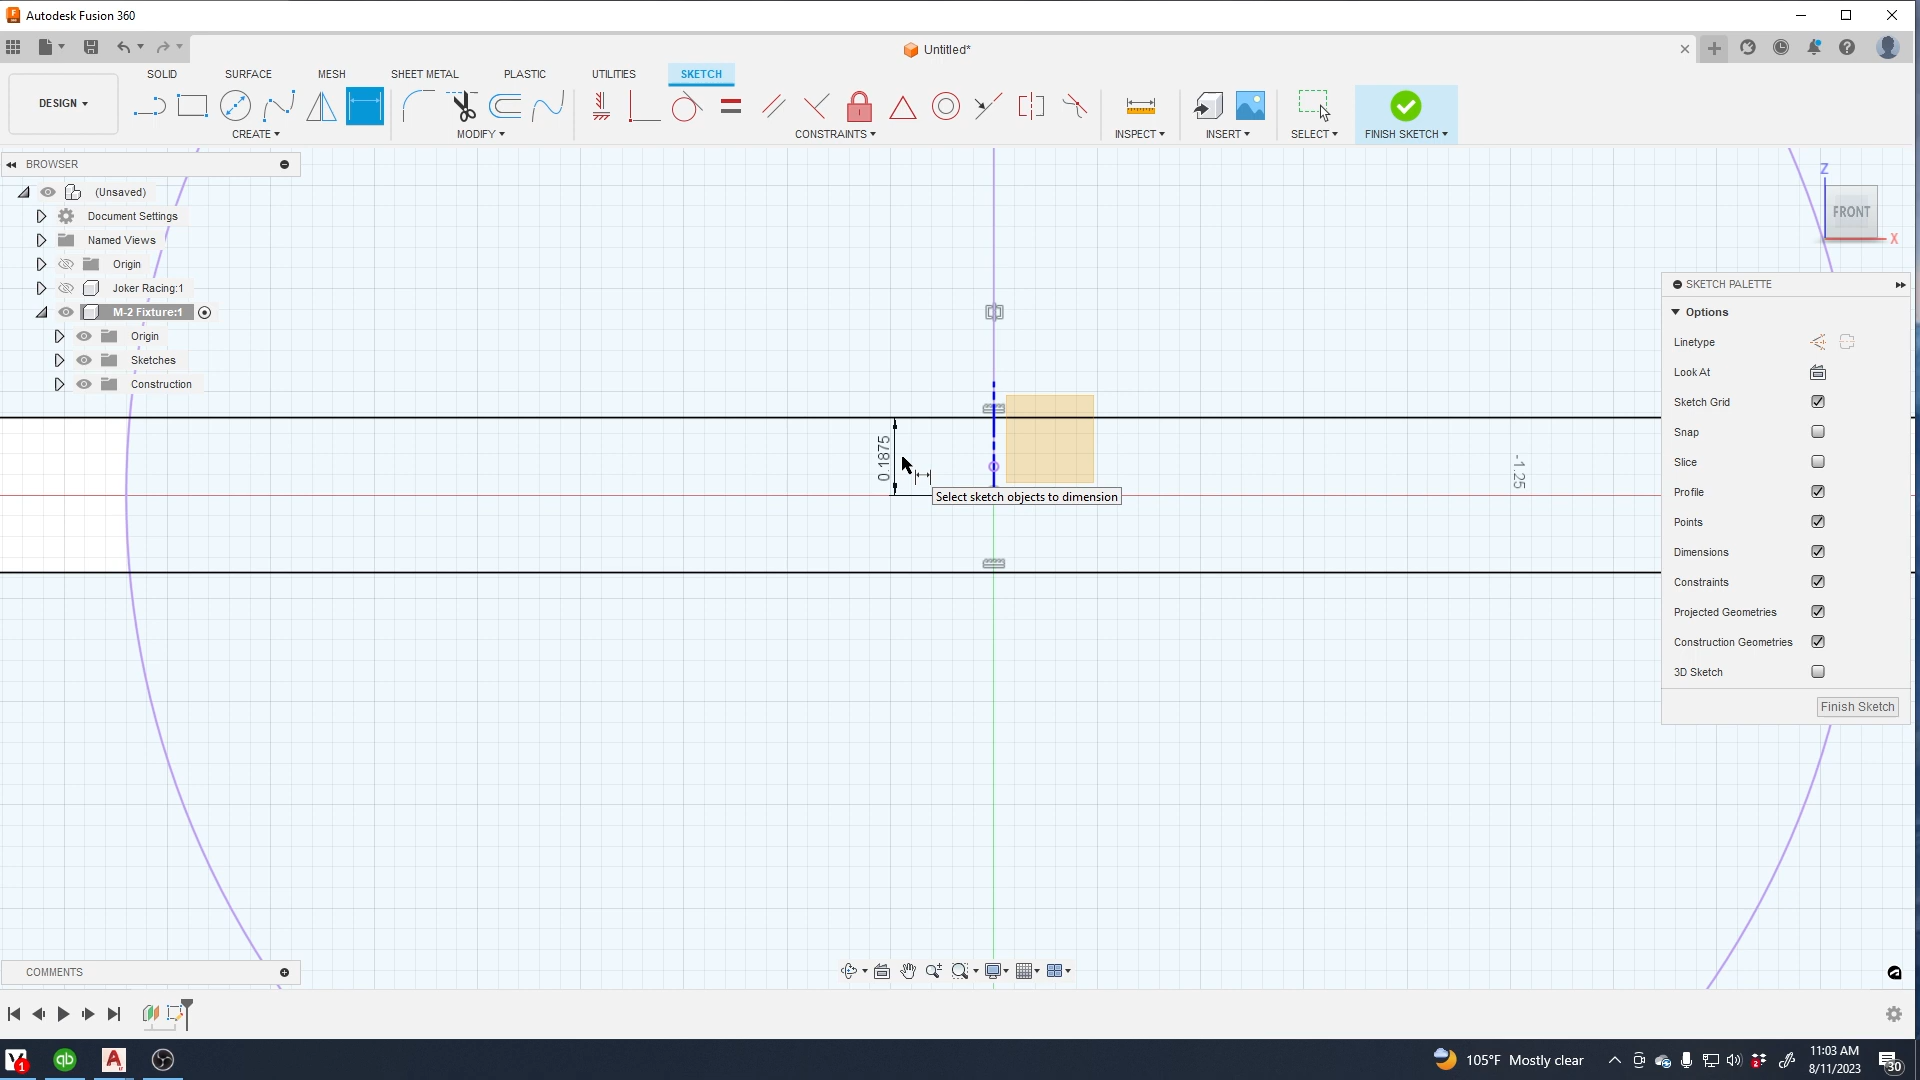 Autodesk Fusion 360
Untitled*
DESIGN
SOLID
SURFACE
MESH
SHEET METAL
PLASTIC
UTILITIES
SKETCH
CREATE
MODIFY
CONSTRAINTS
INSPECT
INSERT
SELECT
FINISH SKETCH
BROWSER
(Unsaved)
Document Settings
Named Views
Origin
Joker Racing:1
M-2 Fixture:1
Origin
Sketches
Construction
0.1875
Select sketch objects to dimension
-1.25
Z
FRONT
X
SKETCH PALETTE
Options
Linetype
Look At
Sketch Grid
Snap
Slice
Profile
Points
Dimensions
Constraints
Projected Geometries
Construction Geometries
3D Sketch
Finish Sketch
COMMENTS
1
105°F Mostly clear
11:03 AM
8/11/2023
30